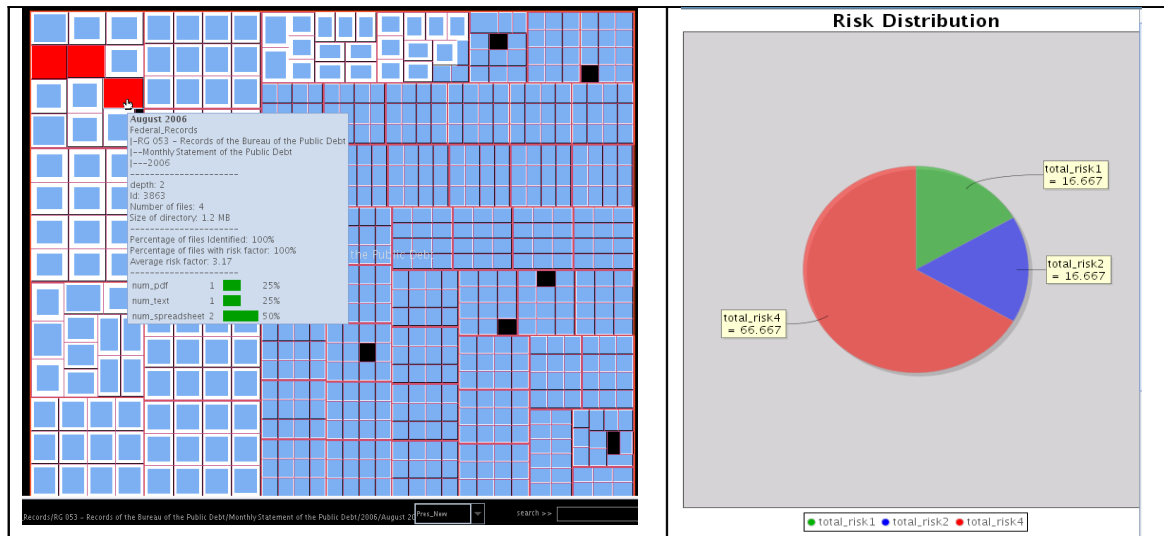 August 2006
Federal_Records
|-RG 053 - Records of the Bureau of the Public Debt
|--Monthly Statement of the Public Debt
|---2006
----------------------
depth: 2
Id: 3863
Number of files: 4
Size of directory: 1.2 MB
----------------------
Percentage of files Identified: 100%
Percentage of files with risk factor: 100%
Average risk factor: 3.17
----------------------
num_pdf 1 25%
num_text 1 25%
num_spreadsheet 2 50%
the Public Debt
_Records/RG 053 - Records of the Bureau of the Public Debt/Monthly Statement of the Public Debt/2006/August 20
Pres_New
search >>
Risk Distribution
total_risk1
= 16.667
total_risk2
= 16.667
total_risk4
= 66.667
total_risk1 total_risk2 total_risk4